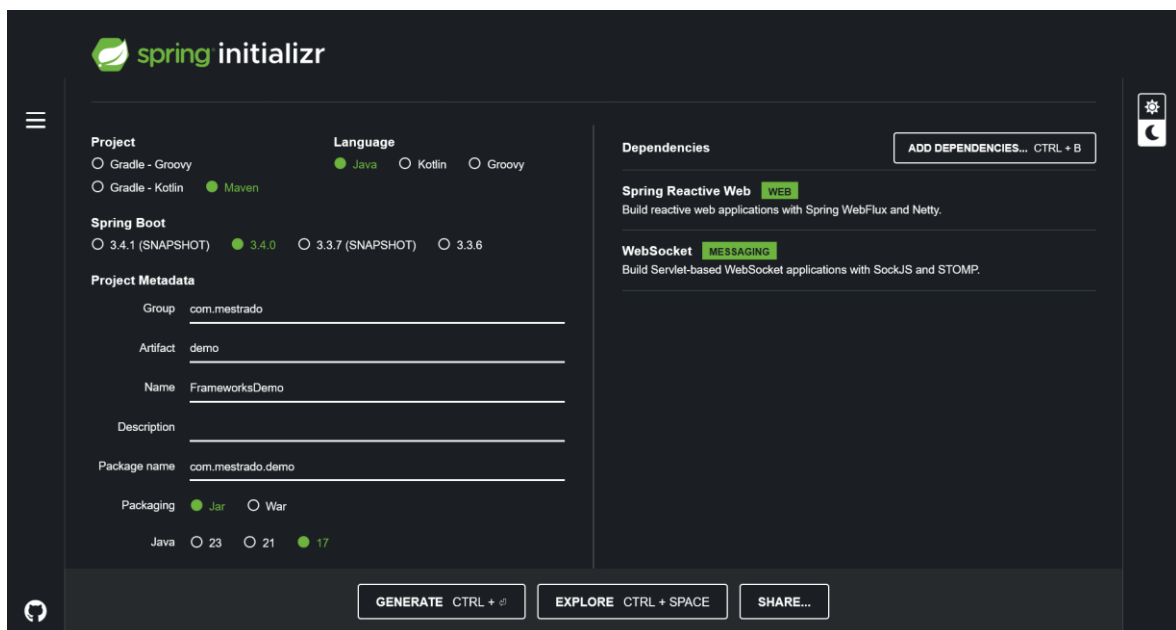 spring initializr
Project
Gradle - Groovy
Gradle - Kotlin Maven
Language
Java Kotlin Groovy
Spring Boot
3.4.1 (SNAPSHOT) 3.4.0 3.3.7 (SNAPSHOT) 3.3.6
Project Metadata
Group com.mestrado
Artifact demo
Name FrameworksDemo
Description
Package name com.mestrado.demo
Packaging Jar War
Java 23 21 17
Dependencies
ADD DEPENDENCIES... CTRL + B
Spring Reactive Web WEB
Build reactive web applications with Spring WebFlux and Netty.
WebSocket MESSAGING
Build Servlet-based WebSocket applications with SockJS and STOMP.
GENERATE CTRL + ⏎
EXPLORE CTRL + SPACE
SHARE...